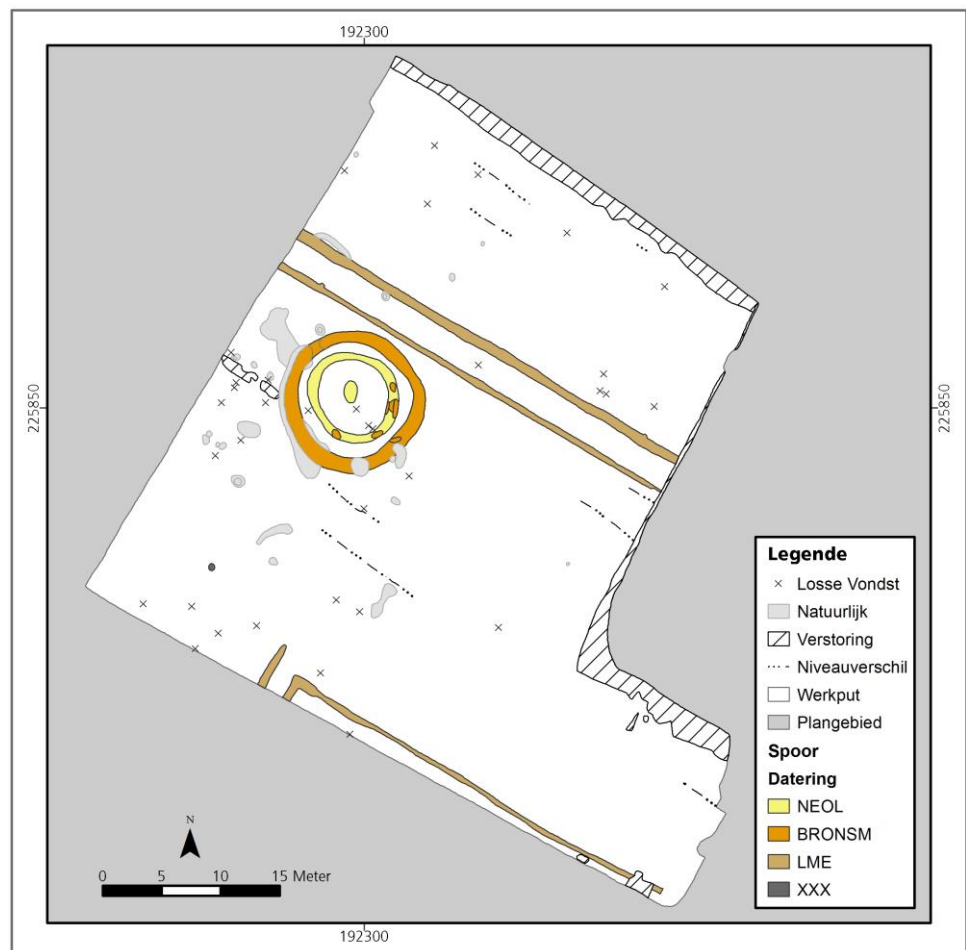 192300
225850
225850
Legende
× Losse Vondst
Natuurlijk
Verstoring
Niveauverschil
Werkput
Plangebied
Spoor
Datering
NEOL
BRONSM
LME
XXX
N
0 5 10 15 Meter
192300